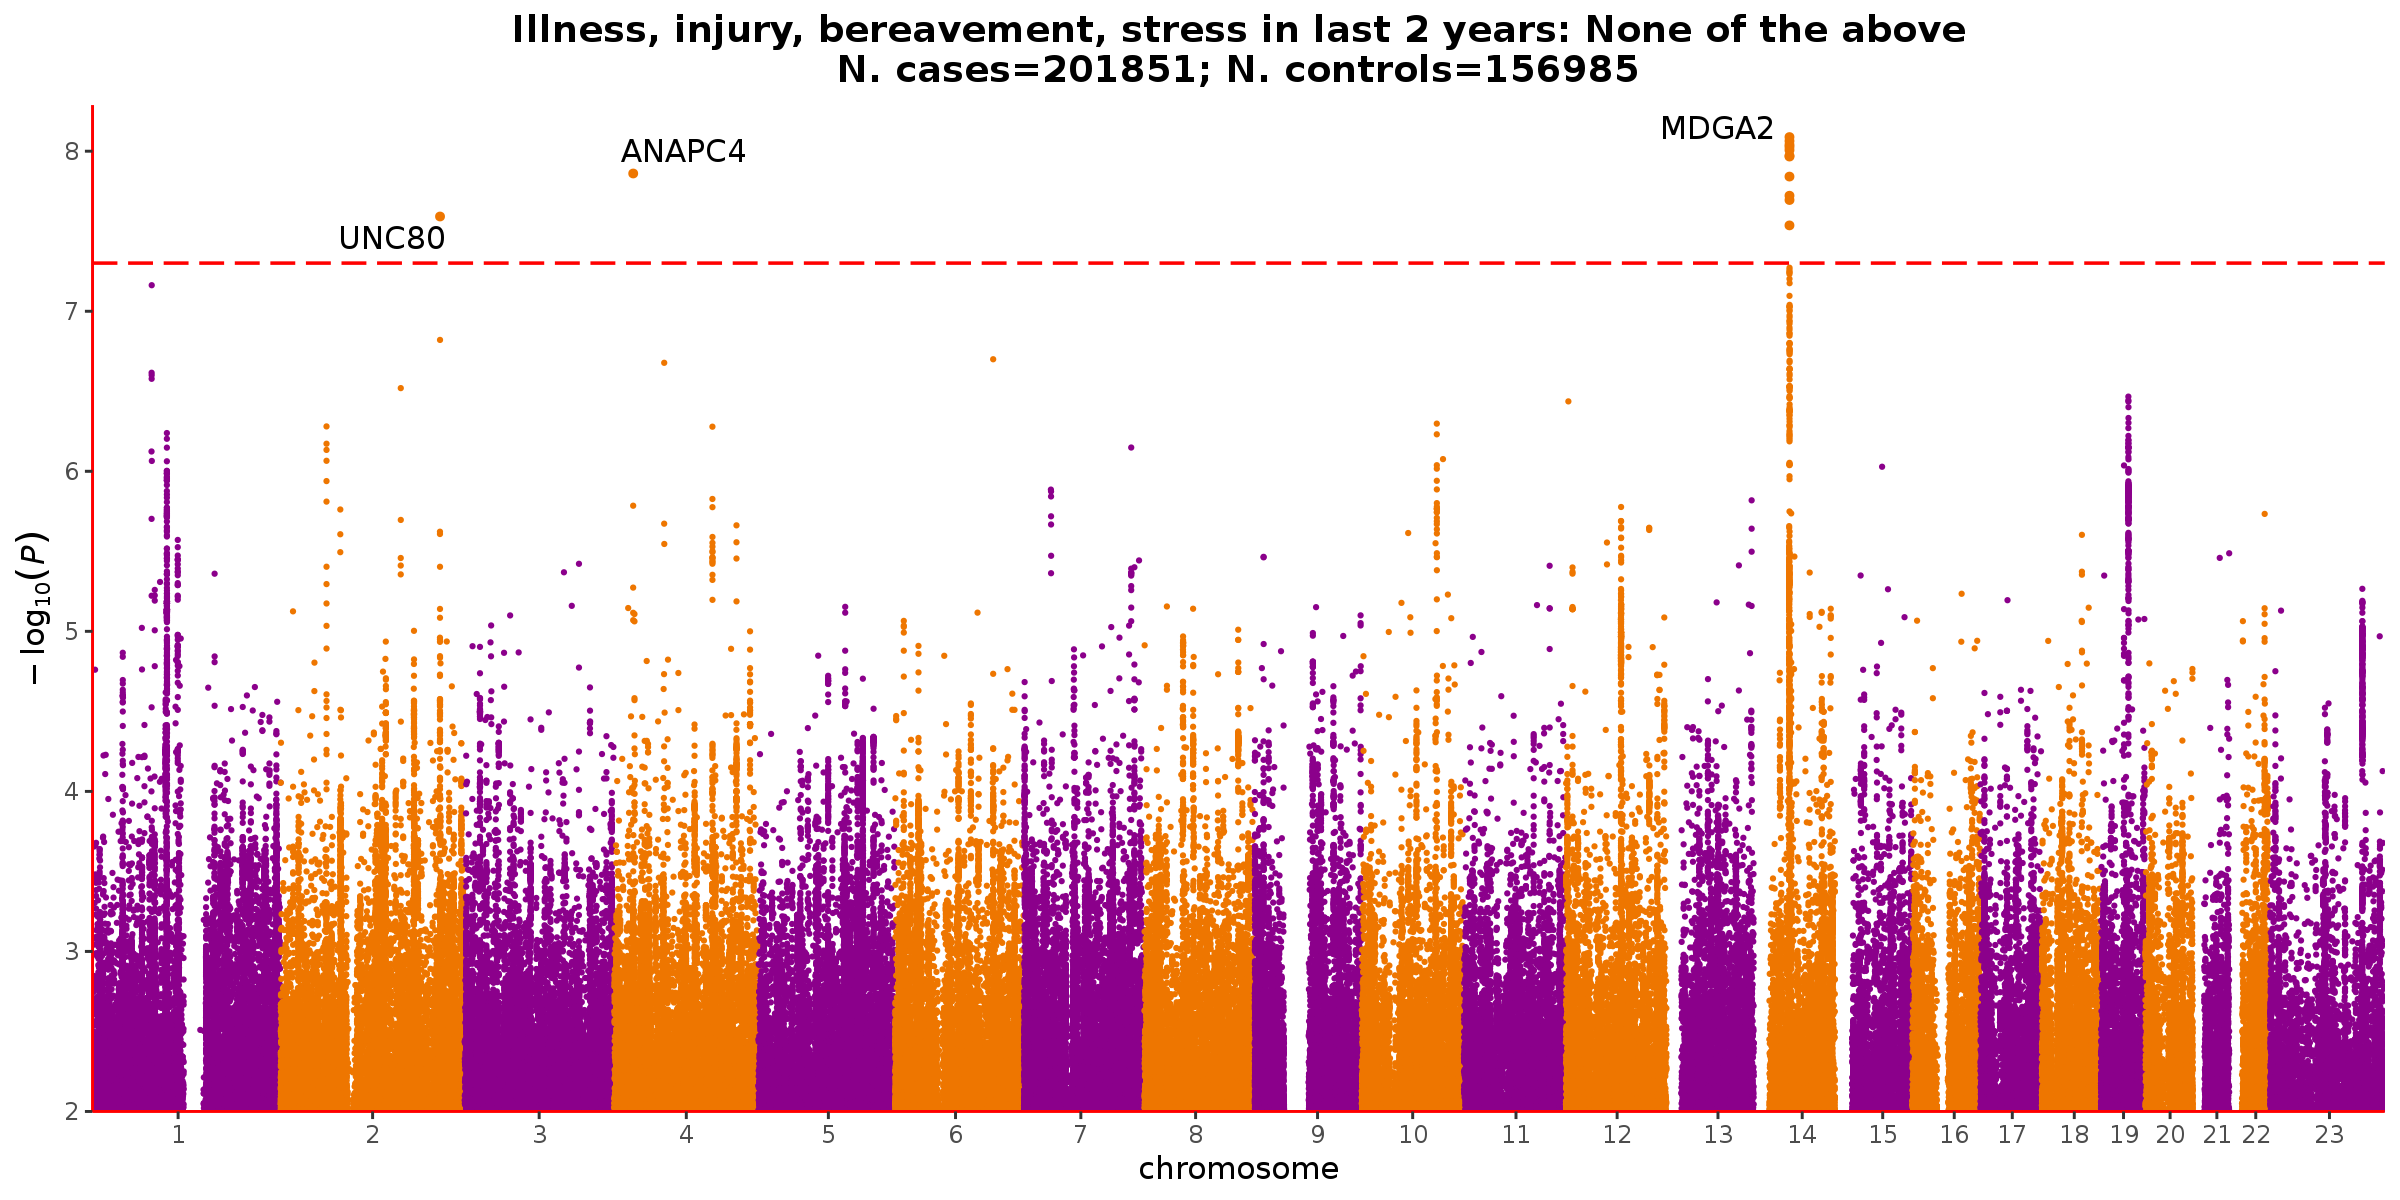 Illness, injury, bereavement, stress in last 2 years: None of the above
N. cases=201851; N. controls=156985
MDGA2
ANAPC4
UNC80
8
7
6
5
4
3
2
− log10(P)
1 2 3 4 5 6 7 8 9 10 11 12 13 14 15 16 17 18 19 20 21 22 23
chromosome